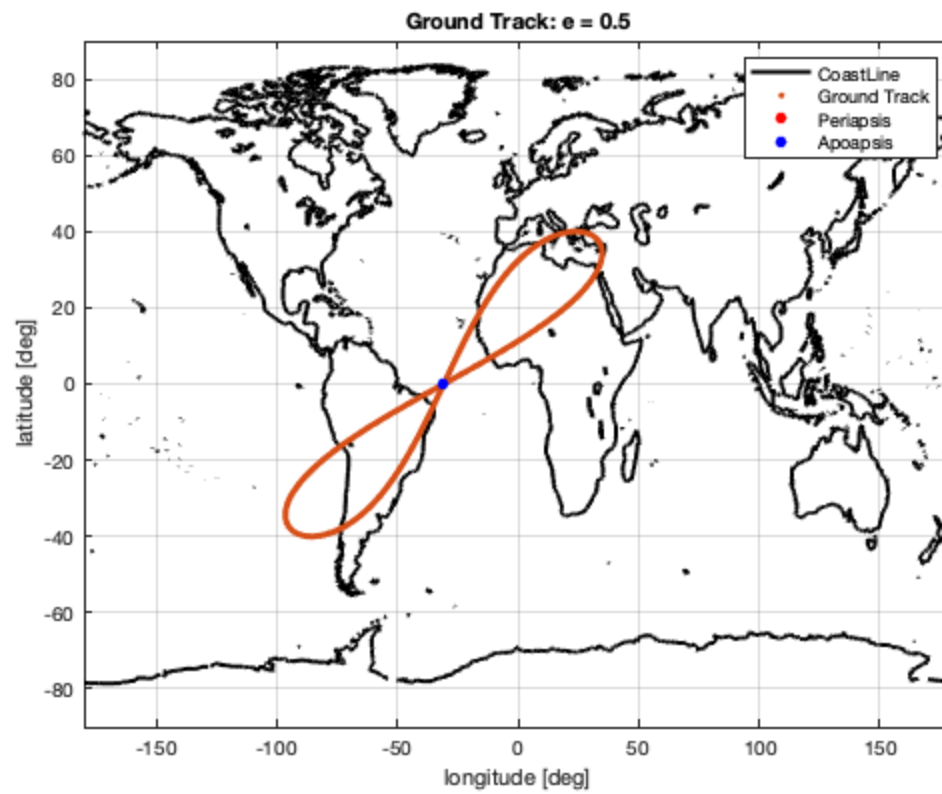 Ground Track: e = 0.5
CoastLine
Ground Track
Periapsis
Apoapsis
80
60
40
20
0
-20
-40
-60
-80
latitude [deg]
-150 -100 -50 0 50 100 150
longitude [deg]